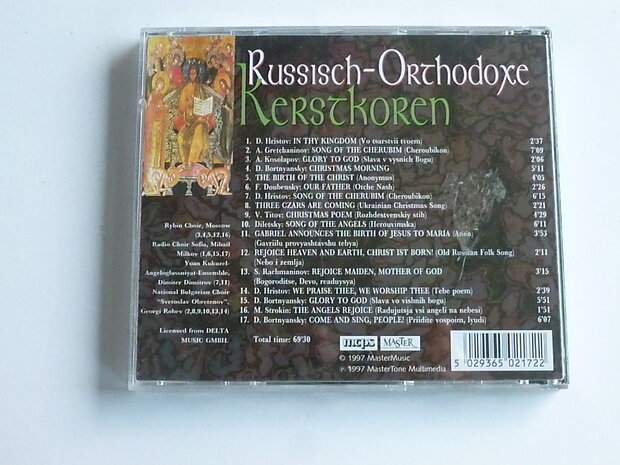 Russisch-Orthodoxe
Kerstkoren
1. D. Hristov: IN THY KINGDOM (Vo tsarstvii tvoem) 2'37
2. A. Gretchaninov: SONG OF THE CHERUBIM (Cheroubikon) 7'09
3. A. Kosolapov: GLORY TO GOD (Slava v vysnih Bogu) 2'06
4. D. Bortnyansky: CHRISTMAS MORNING 5'11
5. THE BIRTH OF THE CHRIST (Anonymus) 4'05
6. F. Doubensky: OUR FATHER (Otche Nash) 2'26
7. D. Hristov: SONG OF THE CHERUBIM (Cheroubikon) 6'15
8. THREE CZARS ARE COMING (Ukrainian Christmas Song) 2'21
9. V. Titov: CHRISTMAS POEM (Rozhdestvenskiy stih) 4'29
10. Diletsky: SONG OF THE ANGELS (Herouvimska) 6'11
11. GABRIEL ANNOUNCES THE BIRTH OF JESUS TO MARIA (Anon) 3'53
(Gavriilu provyashtavshu tebya)
12. REJOICE HEAVEN AND EARTH, CHRIST IST BORN! (Old Russian Folk Song) 2'11
(Nebo i zemlja)
13. S. Rachmaninov: REJOICE MAIDEN, MOTHER OF GOD 3'15
(Bogoroditse, Devo, readuysya)
14. D. Hristov: WE PRAISE THEE, WE WORSHIP THEE (Tebe poem) 2'39
15. D. Bortnyansky: GLORY TO GOD (Slava vo vishnih bogu) 5'51
16. M. Strokin: THE ANGELS REJOICE (Radujutsja vsi angeli na nebesi) 1'51
17. D. Bortnyansky: COME AND SING, PEOPLE! (Priidite vospoim, lyudi) 6'07
Rybin Choir, Moscow
(3,4,5,12,16)
Radio Choir Sofia, Mihail
Milkov (1,6,15,17)
Yoan Kukuzel-
Angeloglassniyat-Ensemble,
Dimiter Dimitrov (7,11)
National Bulgarian Choir
"Svetoslav Obretenov",
Georgi Robev (2,8,9,10,13,14)
Licensed from DELTA
MUSIC GMBH.
Total time: 69'30
mcps MASTER
© 1997 MasterMusic
℗ 1997 MasterTone Multimedia
5 029365 021722